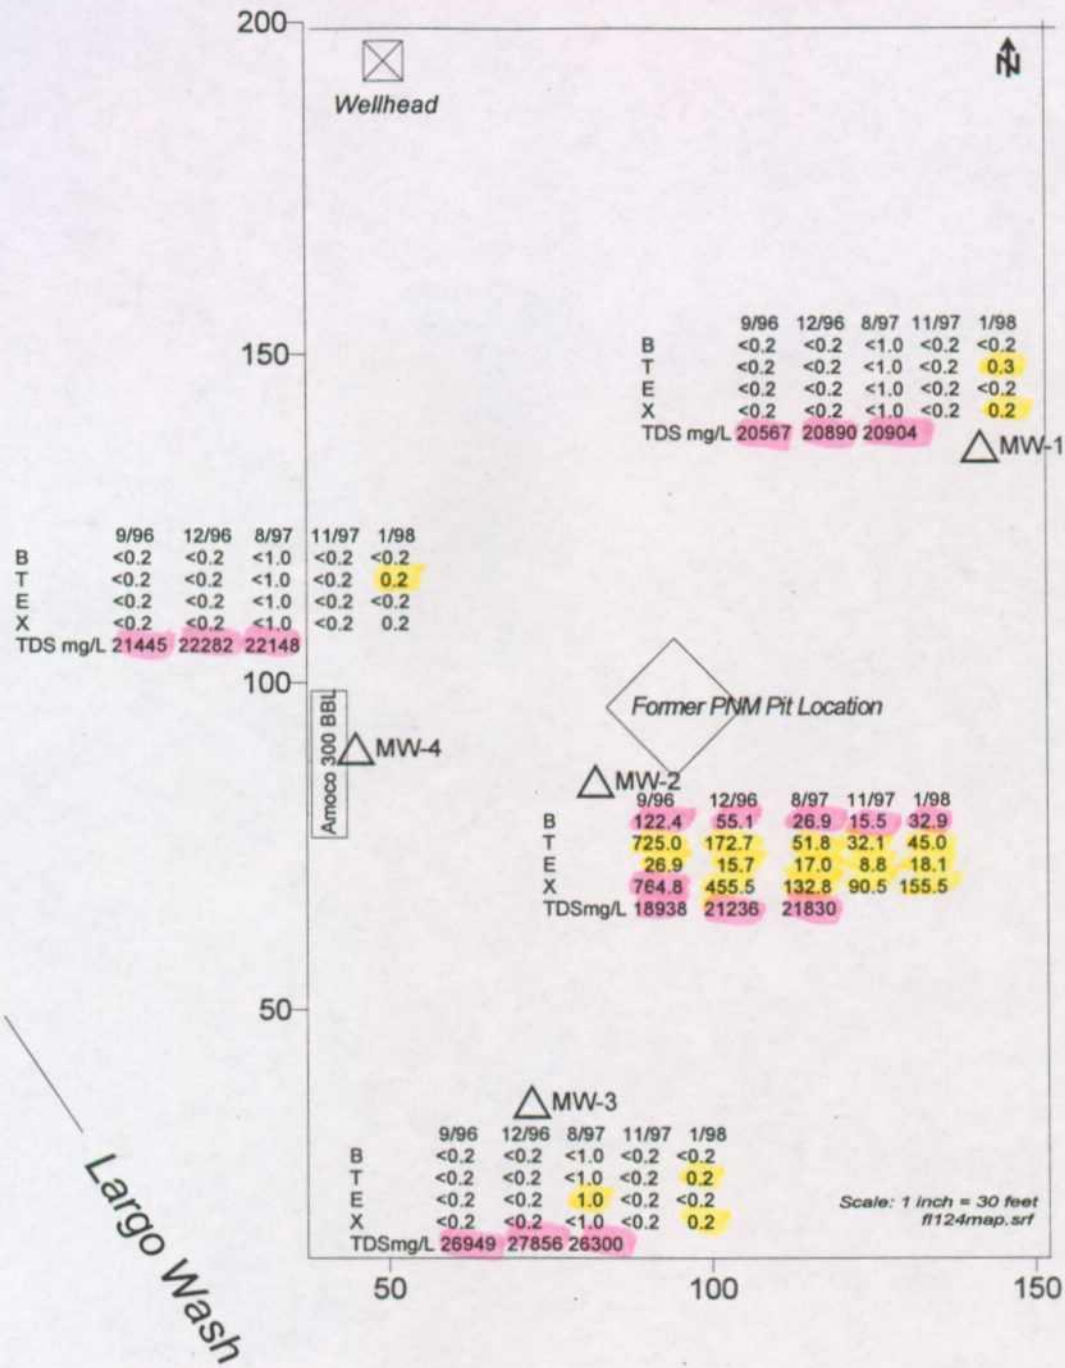 200
N
Wellhead
9/96 12/96 8/97 11/97 1/98
B <0.2 <0.2 <1.0 <0.2 <0.2
T <0.2 <0.2 <1.0 <0.2 0.3
E <0.2 <0.2 <1.0 <0.2 <0.2
X <0.2 <0.2 <1.0 <0.2 0.2
TDS mg/L 20567 20890 20904
MW-1
150
9/96 12/96 8/97 11/97 1/98
B <0.2 <0.2 <1.0 <0.2 <0.2
T <0.2 <0.2 <1.0 <0.2 0.2
E <0.2 <0.2 <1.0 <0.2 <0.2
X <0.2 <0.2 <1.0 <0.2 0.2
TDS mg/L 21445 22282 22148
100
Former PNM Pit Location
Amoco 300 BBL
MW-4
MW-2
9/96 12/96 8/97 11/97 1/98
B 122.4 55.1 26.9 15.5 32.9
T 725.0 172.7 51.8 32.1 45.0
E 26.9 15.7 17.0 8.8 18.1
X 764.8 455.5 132.8 90.5 155.5
TDSmg/L 18938 21236 21830
50
MW-3
9/96 12/96 8/97 11/97 1/98
B <0.2 <0.2 <1.0 <0.2 <0.2
T <0.2 <0.2 <1.0 <0.2 0.2
E <0.2 <0.2 1.0 <0.2 <0.2
X <0.2 <0.2 <1.0 <0.2 0.2
TDSmg/L 26949 27856 26300
Scale: 1 inch = 30 feet
fl124map.srf
Largo Wash
50 100 150